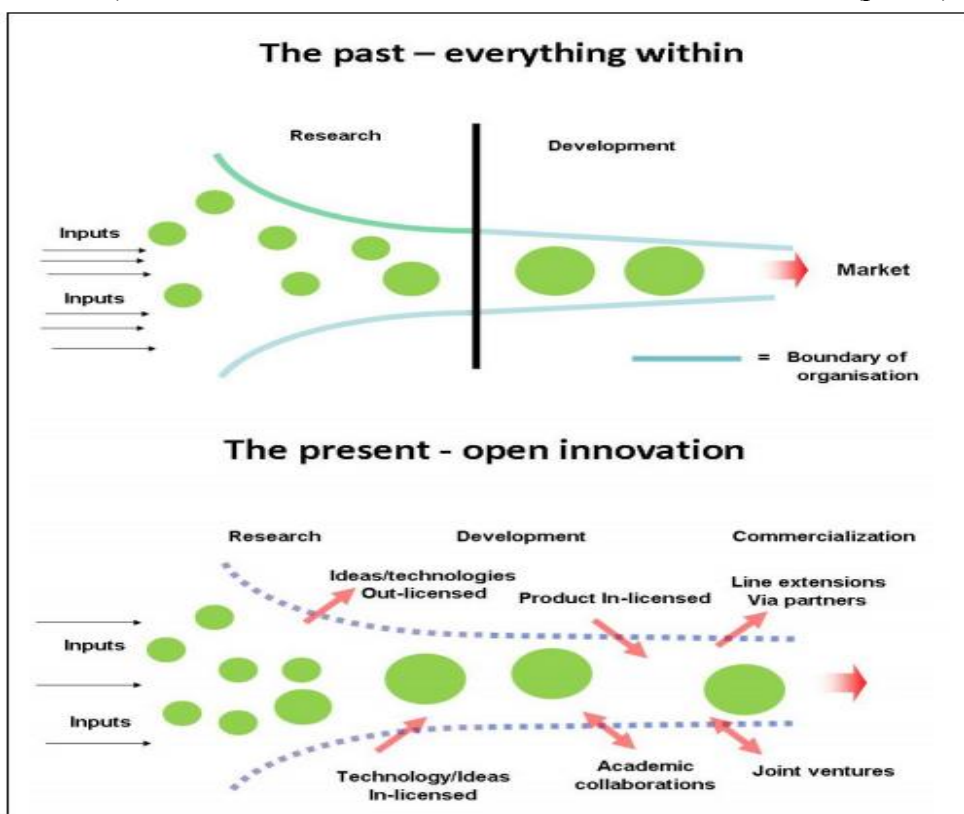 The past – everything within
Research
Development
Inputs
Inputs
Market
= Boundary of
organisation
The present - open innovation
Research
Development
Commercialization
Ideas/technologies
Out-licensed
Product In-licensed
Line extensions
Via partners
Inputs
Inputs
Technology/Ideas
In-licensed
Academic
collaborations
Joint ventures